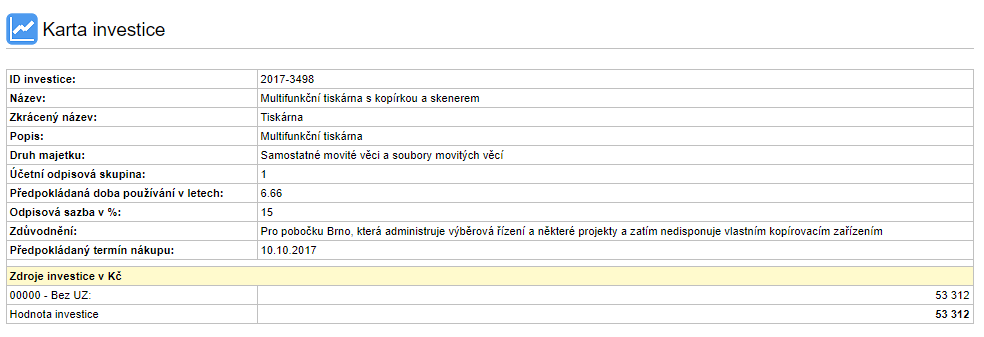 Karta investice
ID investice: 2017-3498
Název: Multifunkční tiskárna s kopírkou a skenerem
Zkrácený název: Tiskárna
Popis: Multifunkční tiskárna
Druh majetku: Samostatné movité věci a soubory movitých věcí
Účetní odpisová skupina: 1
Předpokládaná doba používání v letech: 6.66
Odpisová sazba v %: 15
Zdůvodnění: Pro pobočku Brno, která administruje výběrová řízení a některé projekty a zatím nedisponuje vlastním kopírovacím zařízením
Předpokládaný termín nákupu: 10.10.2017
Zdroje investice v Kč
00000 - Bez UZ: 53 312
Hodnota investice 53 312